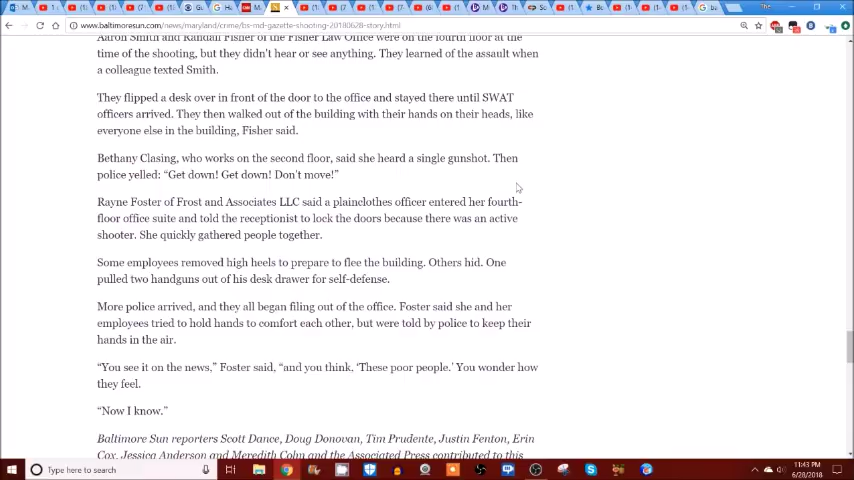 www.baltimoresun.com/news/maryland/crime/bs-md-gazette-shooting-20180628-story.html
Aaron Smith and Randall Fisher of the Fisher Law Office were on the fourth floor at the
time of the shooting, but they didn't hear or see anything. They learned of the assault when
a colleague texted Smith.
They flipped a desk over in front of the door to the office and stayed there until SWAT
officers arrived. They then walked out of the building with their hands on their heads, like
everyone else in the building, Fisher said.
Bethany Clasing, who works on the second floor, said she heard a single gunshot. Then
police yelled: “Get down! Get down! Don't move!”
Rayne Foster of Frost and Associates LLC said a plainclothes officer entered her fourth-
floor office suite and told the receptionist to lock the doors because there was an active
shooter. She quickly gathered people together.
Some employees removed high heels to prepare to flee the building. Others hid. One
pulled two handguns out of his desk drawer for self-defense.
More police arrived, and they all began filing out of the office. Foster said she and her
employees tried to hold hands to comfort each other, but were told by police to keep their
hands in the air.
“You see it on the news,” Foster said, “and you think, ‘These poor people.’ You wonder how
they feel.
“Now I know.”
Baltimore Sun reporters Scott Dance, Doug Donovan, Tim Prudente, Justin Fenton, Erin
Cox, Jessica Anderson and Meredith Cohn and the Associated Press contributed to this
Type here to search
11:43 PM
6/28/2018